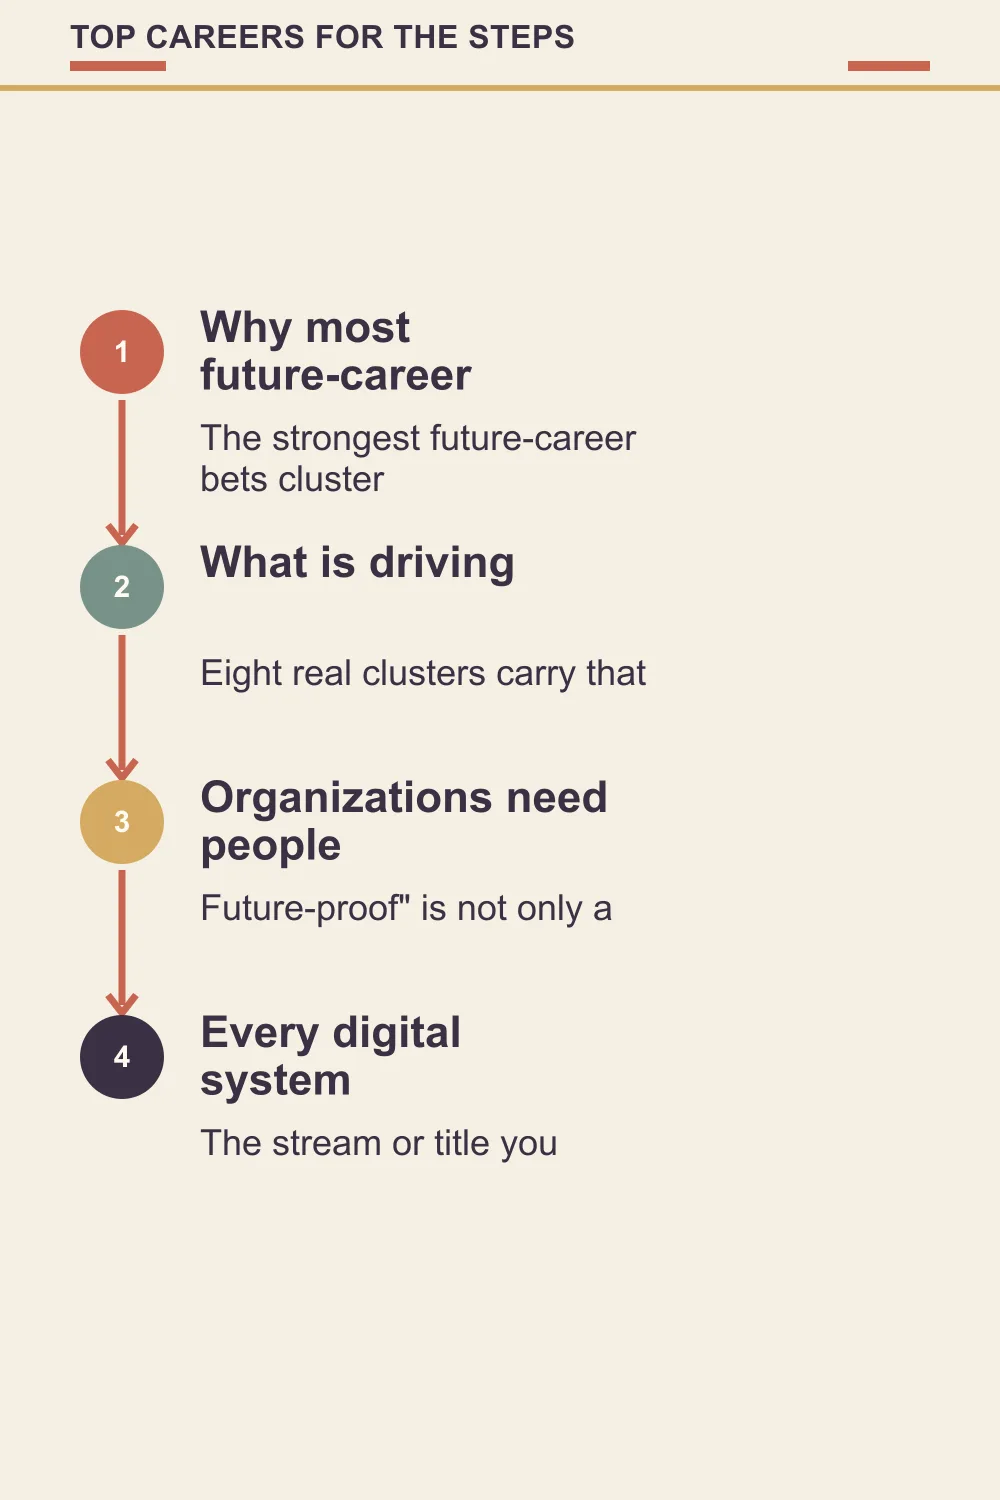 TOP CAREERS FOR THE STEPS
1
Why most
future-career
The strongest future-career
bets cluster
2
What is driving
Eight real clusters carry that
3
Organizations need
people
Future-proof" is not only a
4
Every digital
system
The stream or title you